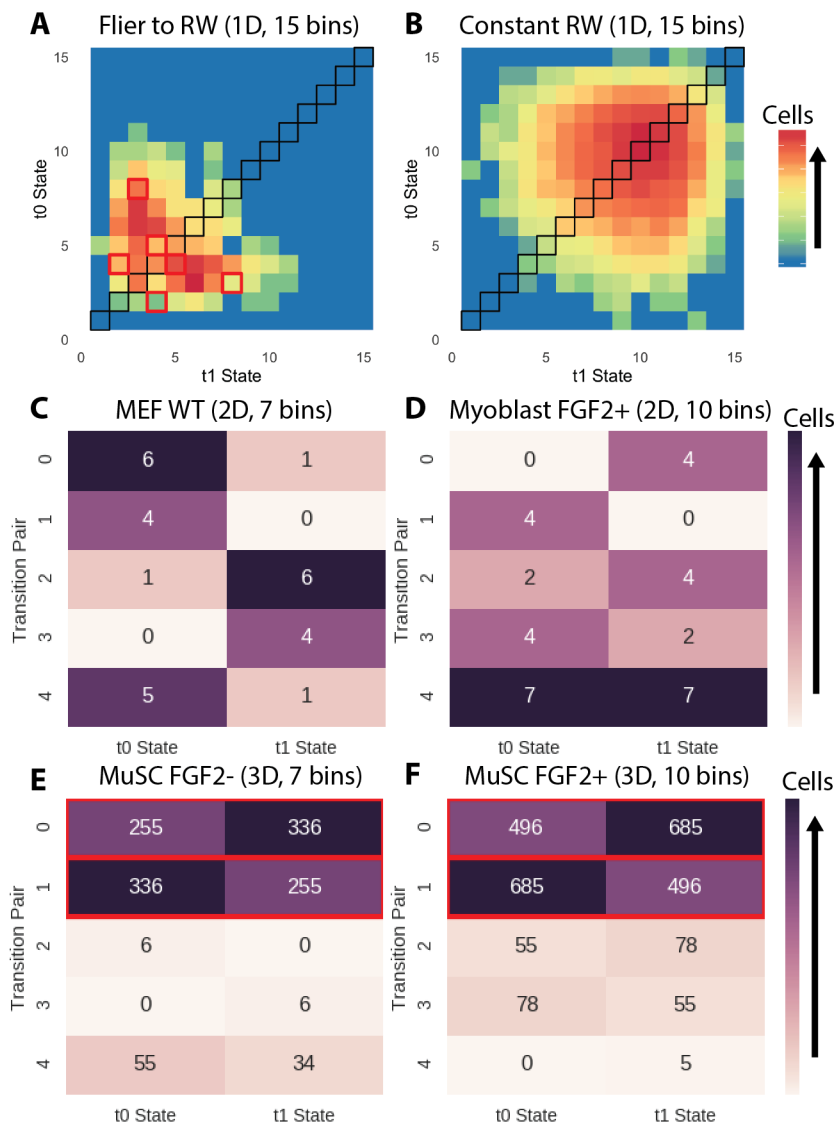 A Flier to RW (1D, 15 bins)
B Constant RW (1D, 15 bins)
Cells
15
10
5
0
t0 State
0 5 10 15
t1 State
15
10
5
0
t0 State
0 5 10 15
t1 State
C MEF WT (2D, 7 bins)
D Myoblast FGF2+ (2D, 10 bins)
Cells
Transition Pair
0 6 1
1 4 0
2 1 6
3 0 4
4 5 1
t0 State t1 State
Transition Pair
0 0 4
1 4 0
2 2 4
3 4 2
4 7 7
t0 State t1 State
E MuSC FGF2- (3D, 7 bins)
F MuSC FGF2+ (3D, 10 bins)
Cells
Transition Pair
0 255 336
1 336 255
2 6 0
3 0 6
4 55 34
t0 State t1 State
Transition Pair
0 496 685
1 685 496
2 55 78
3 78 55
4 0 5
t0 State t1 State